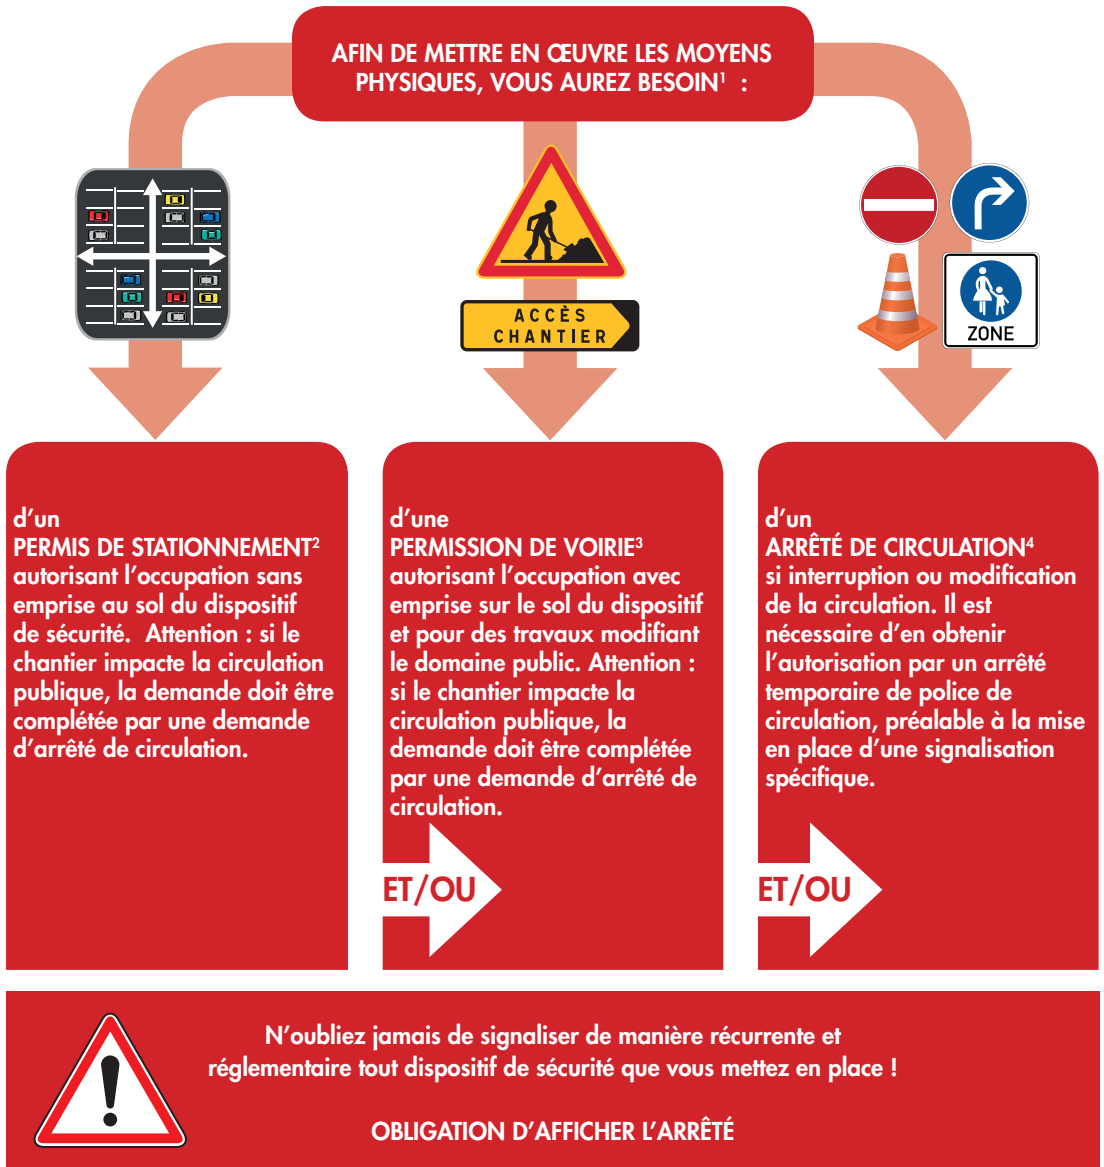 AFIN DE METTRE EN ŒUVRE LES MOYENS
PHYSIQUES, VOUS AUREZ BESOIN¹ :
ACCÈS
CHANTIER
ZONE
d’un
PERMIS DE STATIONNEMENT²
autorisant l’occupation sans
emprise au sol du dispositif
de sécurité. Attention : si le
chantier impacte la circulation
publique, la demande doit être
complétée par une demande
d’arrêté de circulation.
d’une
PERMISSION DE VOIRIE³
autorisant l’occupation avec
emprise sur le sol du dispositif
et pour des travaux modifiant
le domaine public. Attention :
si le chantier impacte la
circulation publique, la
demande doit être complétée
par une demande d’arrêté de
circulation.
ET/OU
d’un
ARRÊTÉ DE CIRCULATION⁴
si interruption ou modification
de la circulation. Il est
nécessaire d’en obtenir
l’autorisation par un arrêté
temporaire de police de
circulation, préalable à la mise
en place d’une signalisation
spécifique.
ET/OU
N’oubliez jamais de signaliser de manière récurrente et
réglementaire tout dispositif de sécurité que vous mettez en place !
OBLIGATION D’AFFICHER L’ARRÊTÉ